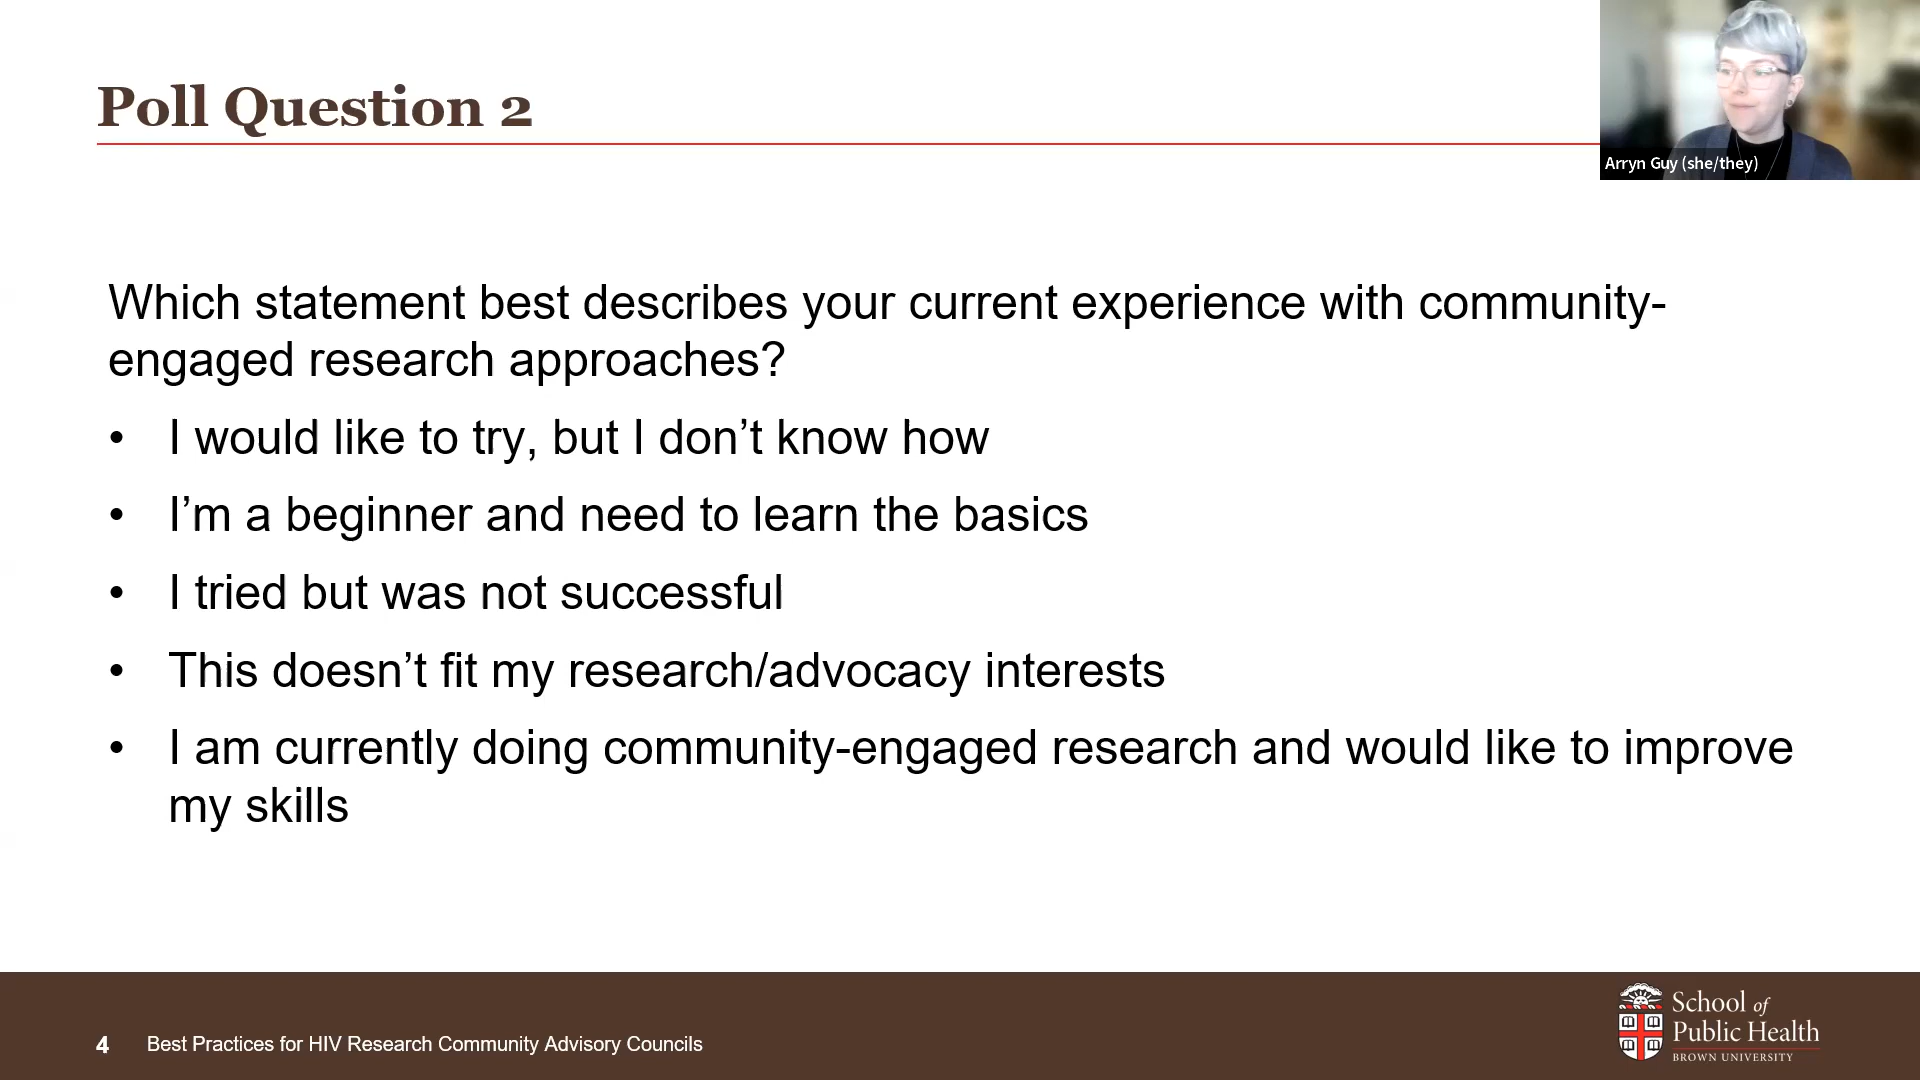 Poll Question 2
Arryn Guy (she/they)
Which statement best describes your current experience with community-
engaged research approaches?
• I would like to try, but I don’t know how
• I’m a beginner and need to learn the basics
• I tried but was not successful
• This doesn’t fit my research/advocacy interests
• I am currently doing community-engaged research and would like to improve
my skills
4 Best Practices for HIV Research Community Advisory Councils
School of
Public Health
BROWN UNIVERSITY